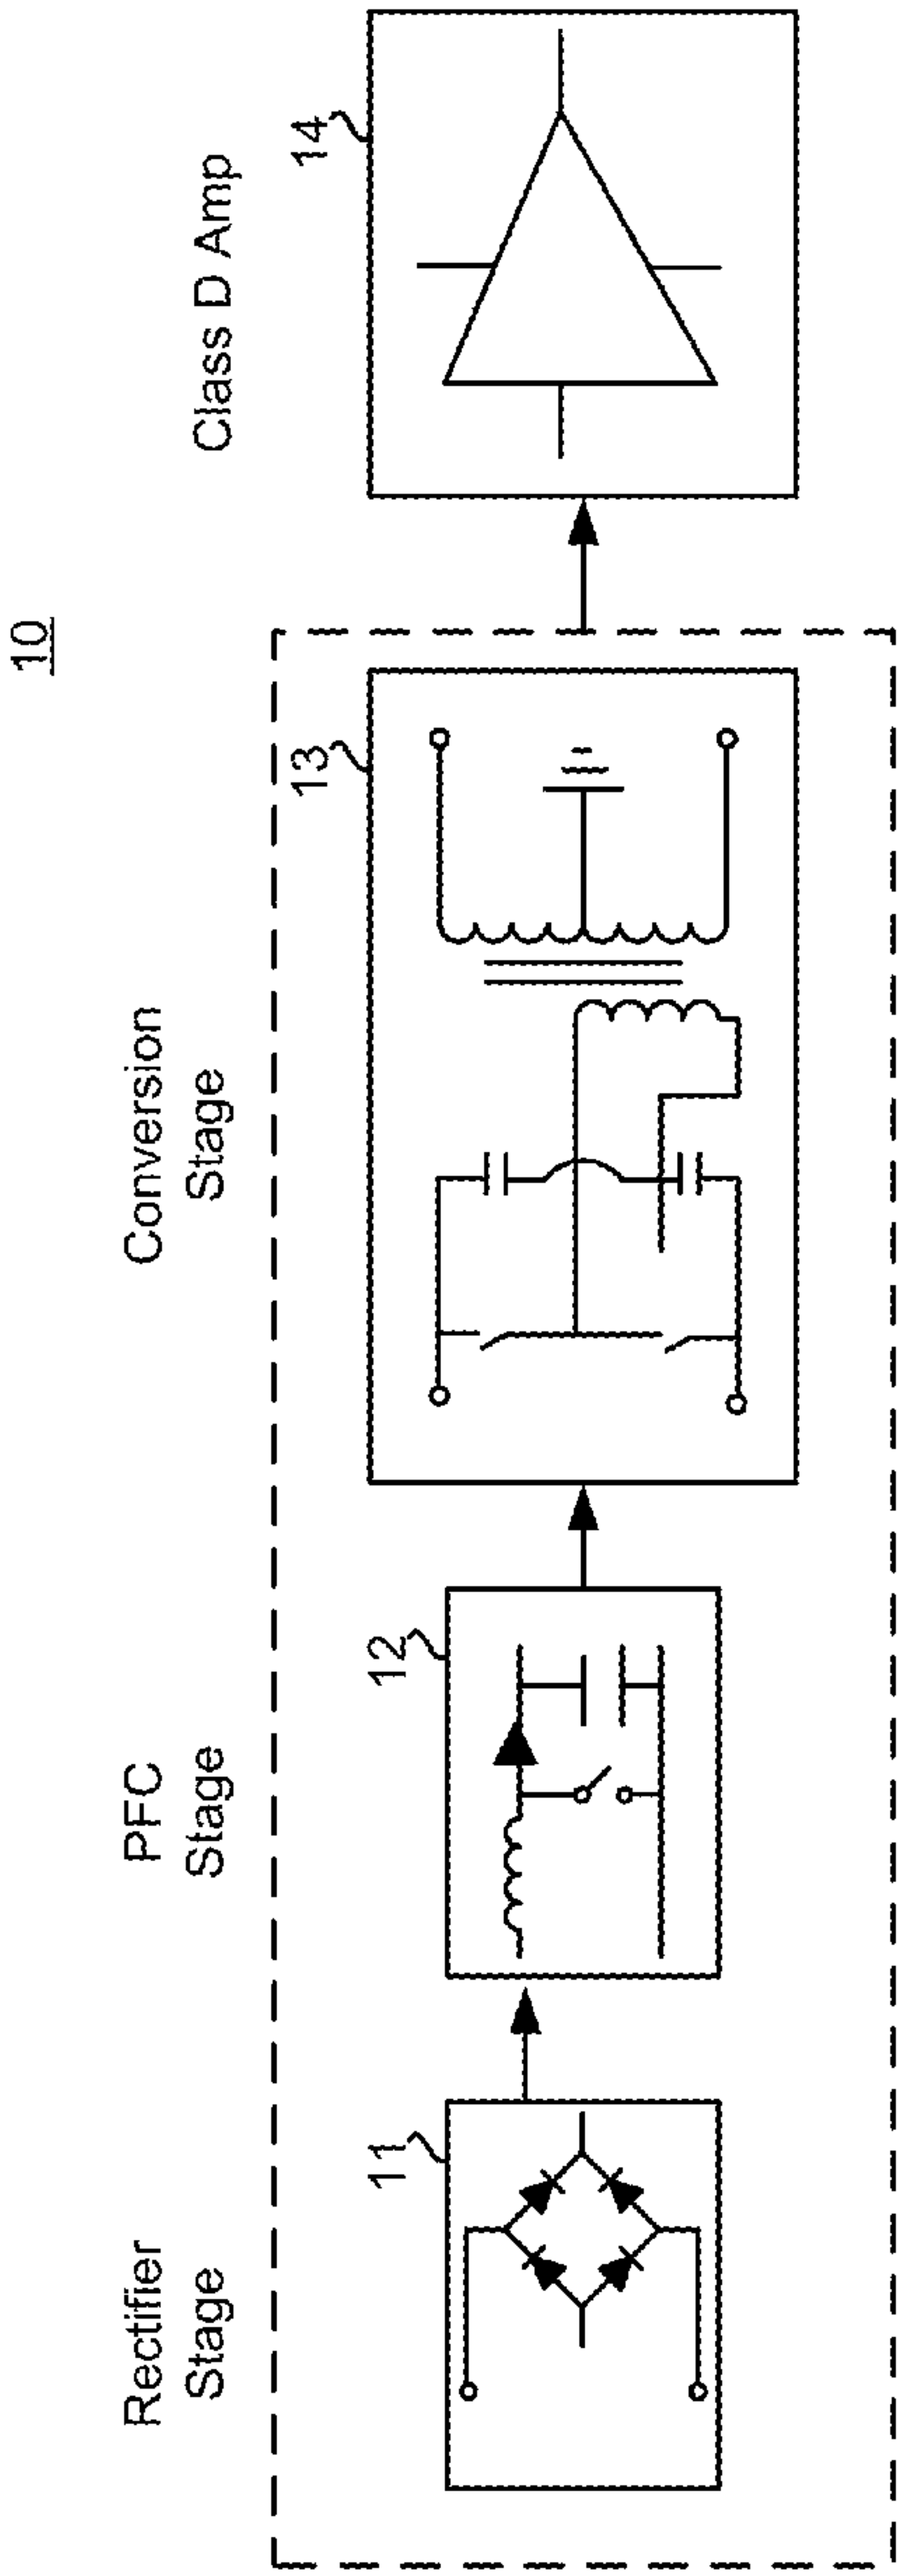 10
Rectifier
Stage
PFC
Stage
Conversion
Stage
Class D Amp
11
12
13
14